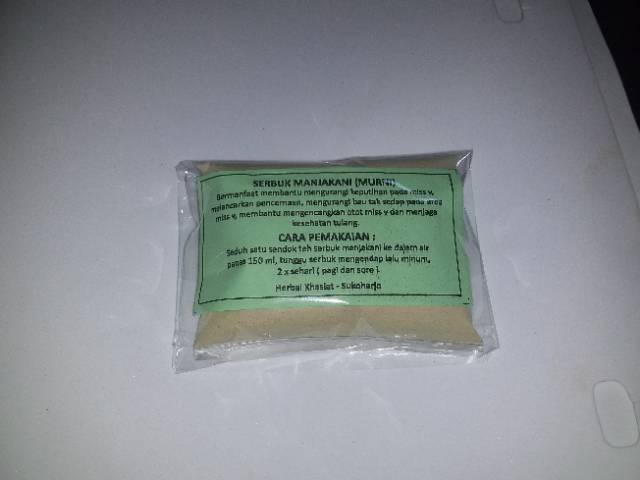 SERBUK MANJAKANI (MURNI)
Bermanfaat membantu mengurangi keputihan pada miss v,
melancarkan pencernaan, mengurangi bau tak sedap pada area
miss v, membantu mengencangkan otot miss v dan menjaga
kesehatan tulang.
CARA PEMAKAIAN :
Seduh satu sendok teh serbuk manjakani ke dalam air
panas 150 ml, tunggu serbuk mengendap lalu minum,
2 x sehari ( pagi dan sore ).
Herbal Khasiat - Sukoharjo